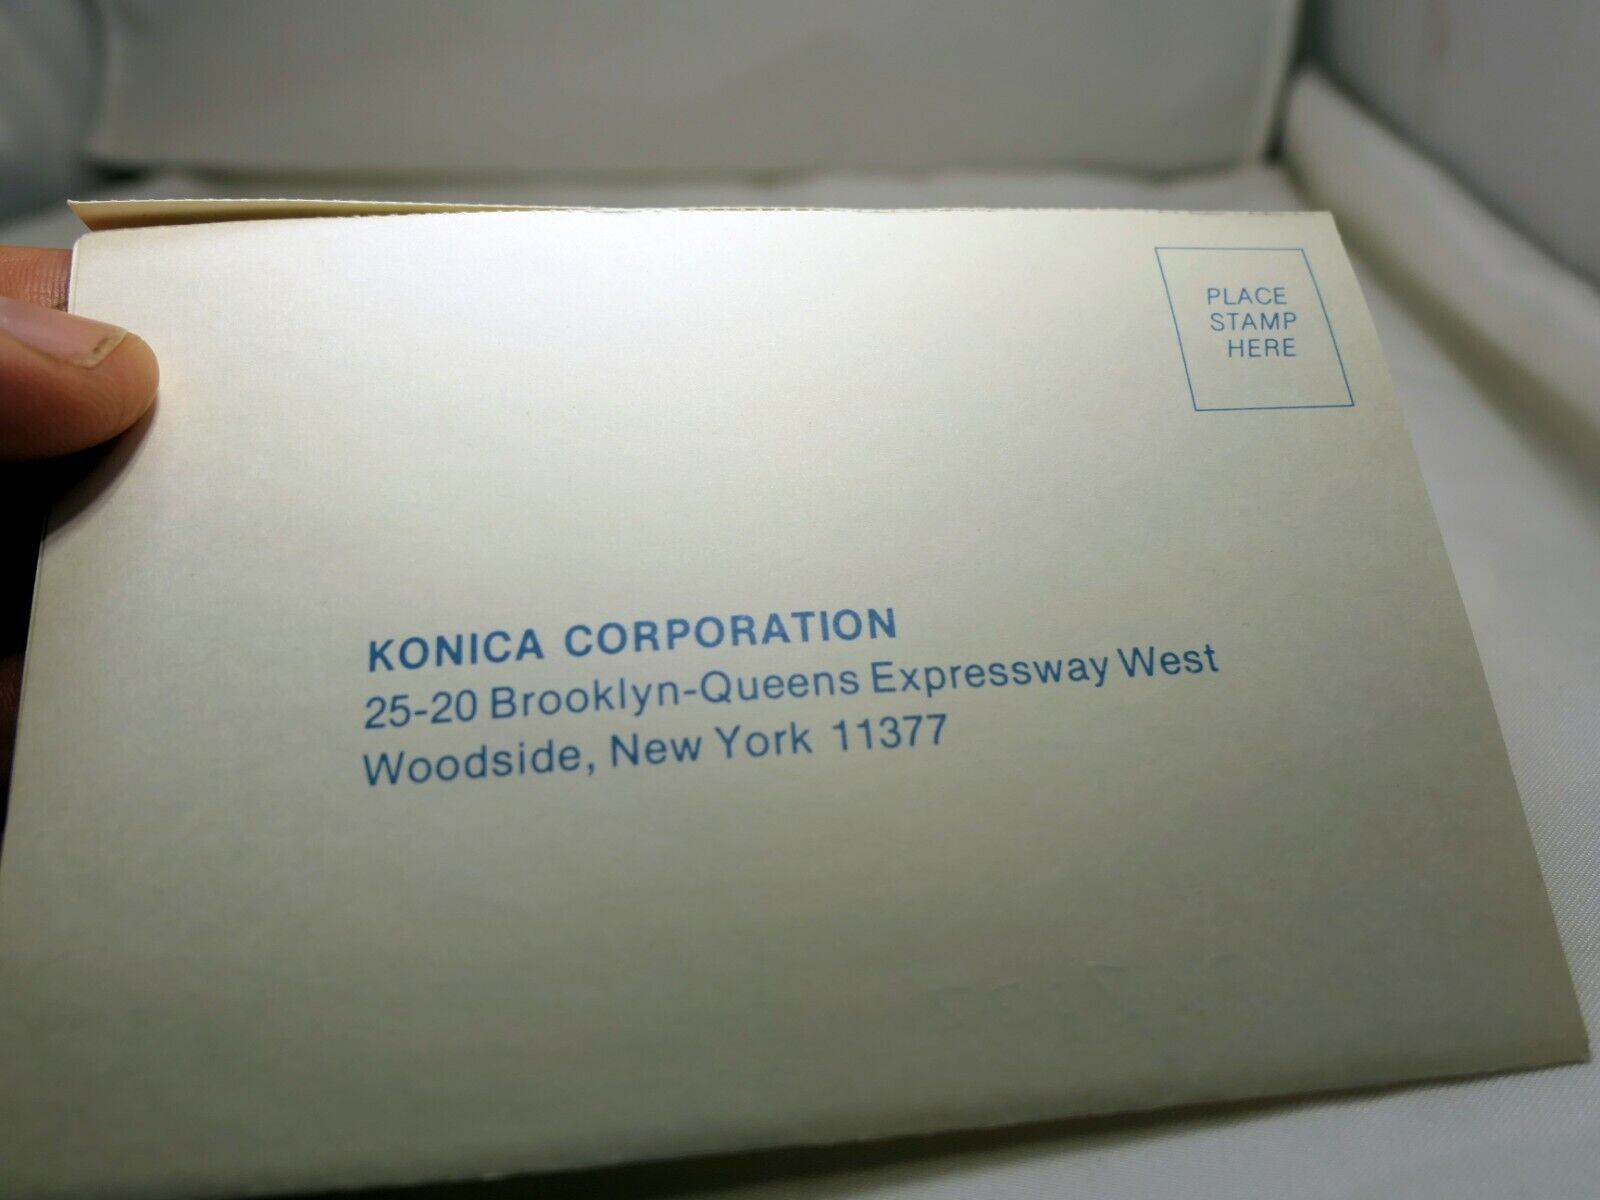 PLACE
STAMP
HERE
KONICA CORPORATION
25-20 Brooklyn-Queens Expressway West
Woodside, New York 11377